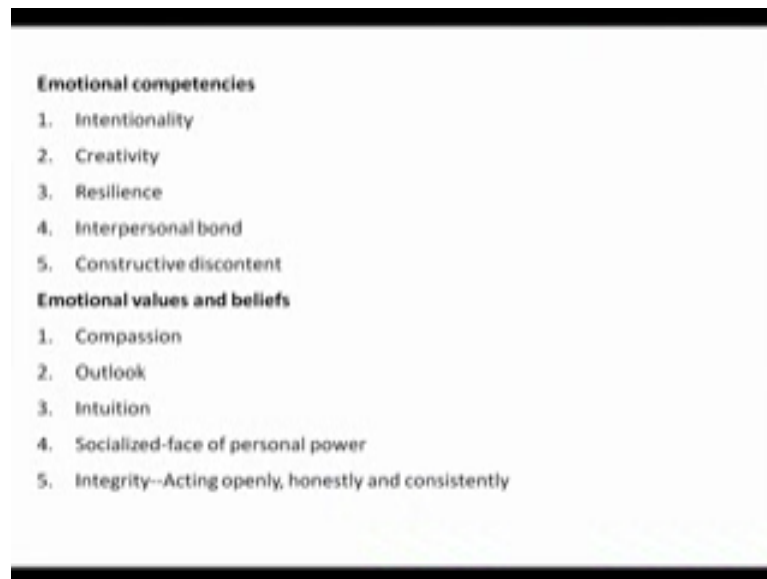 Emotional competencies
1. Intentionality
2. Creativity
3. Resilience
4. Interpersonal bond
5. Constructive discontent
Emotional values and beliefs
1. Compassion
2. Outlook
3. Intuition
4. Socialized-face of personal power
5. Integrity--Acting openly, honestly and consistently